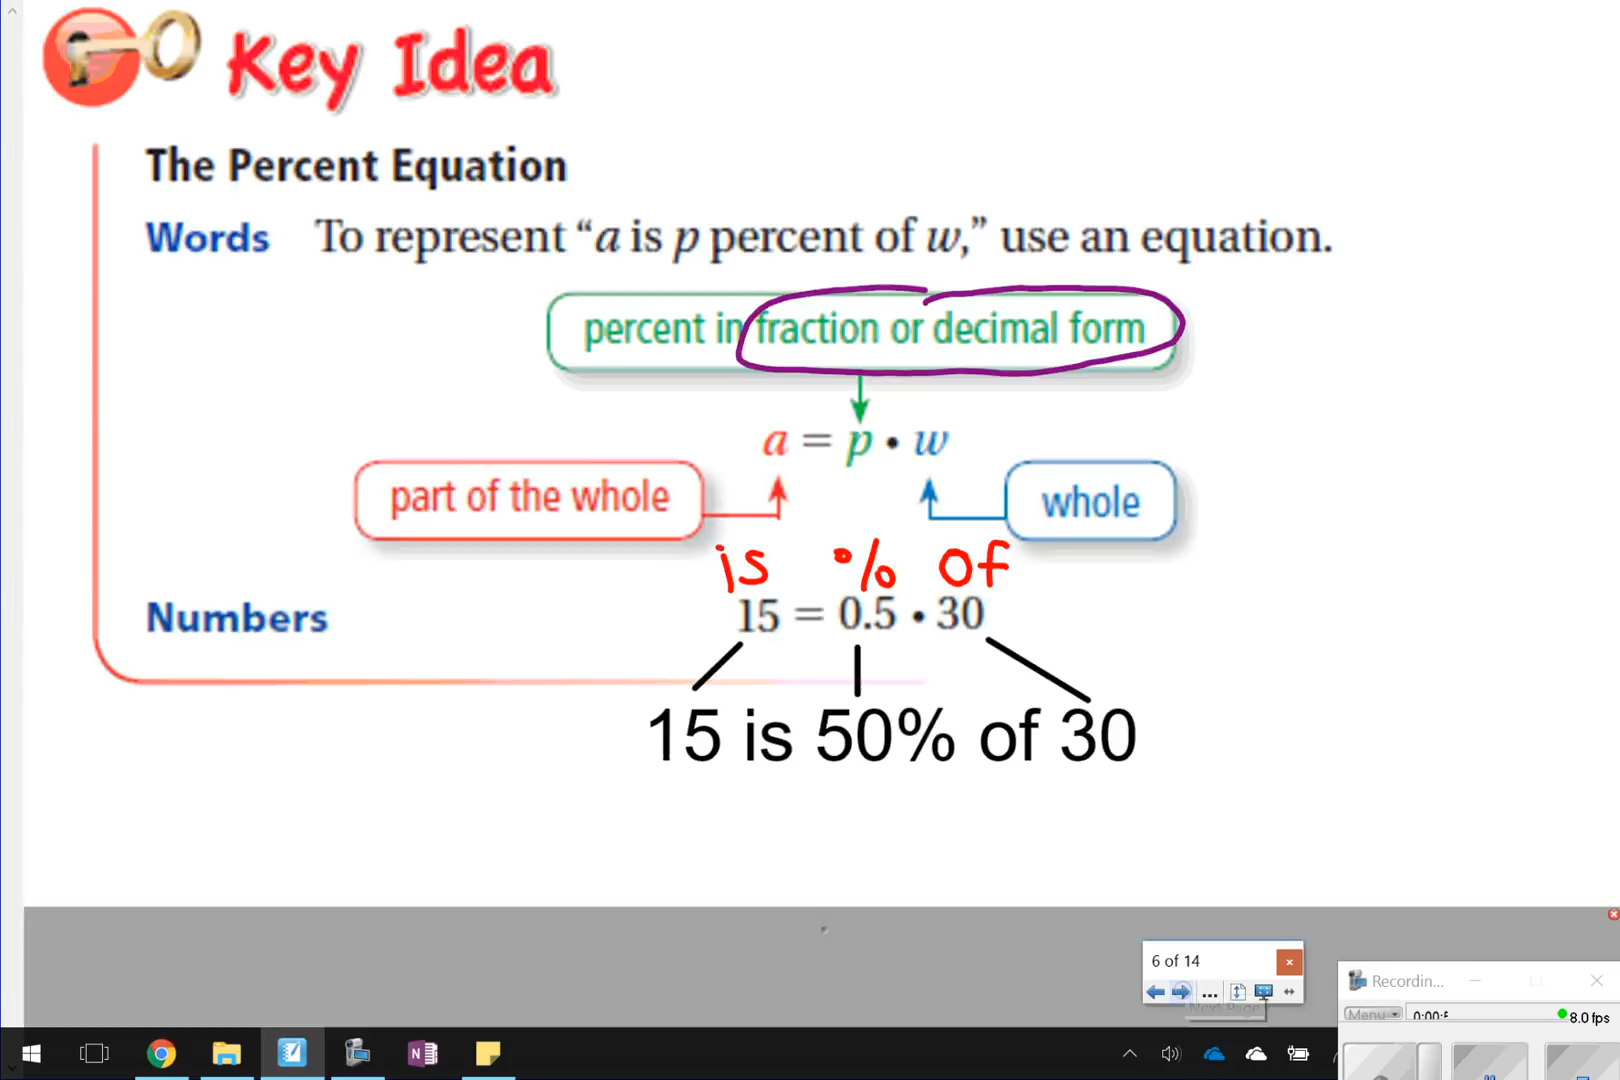 Key Idea
The Percent Equation
Words To represent “a is p percent of w,” use an equation.
percent in fraction or decimal form
a = p • w
part of the whole
whole
is % of
Numbers 15 = 0.5 • 30
15 is 50% of 30
6 of 14
Recordin...
Menu
8.0 fps